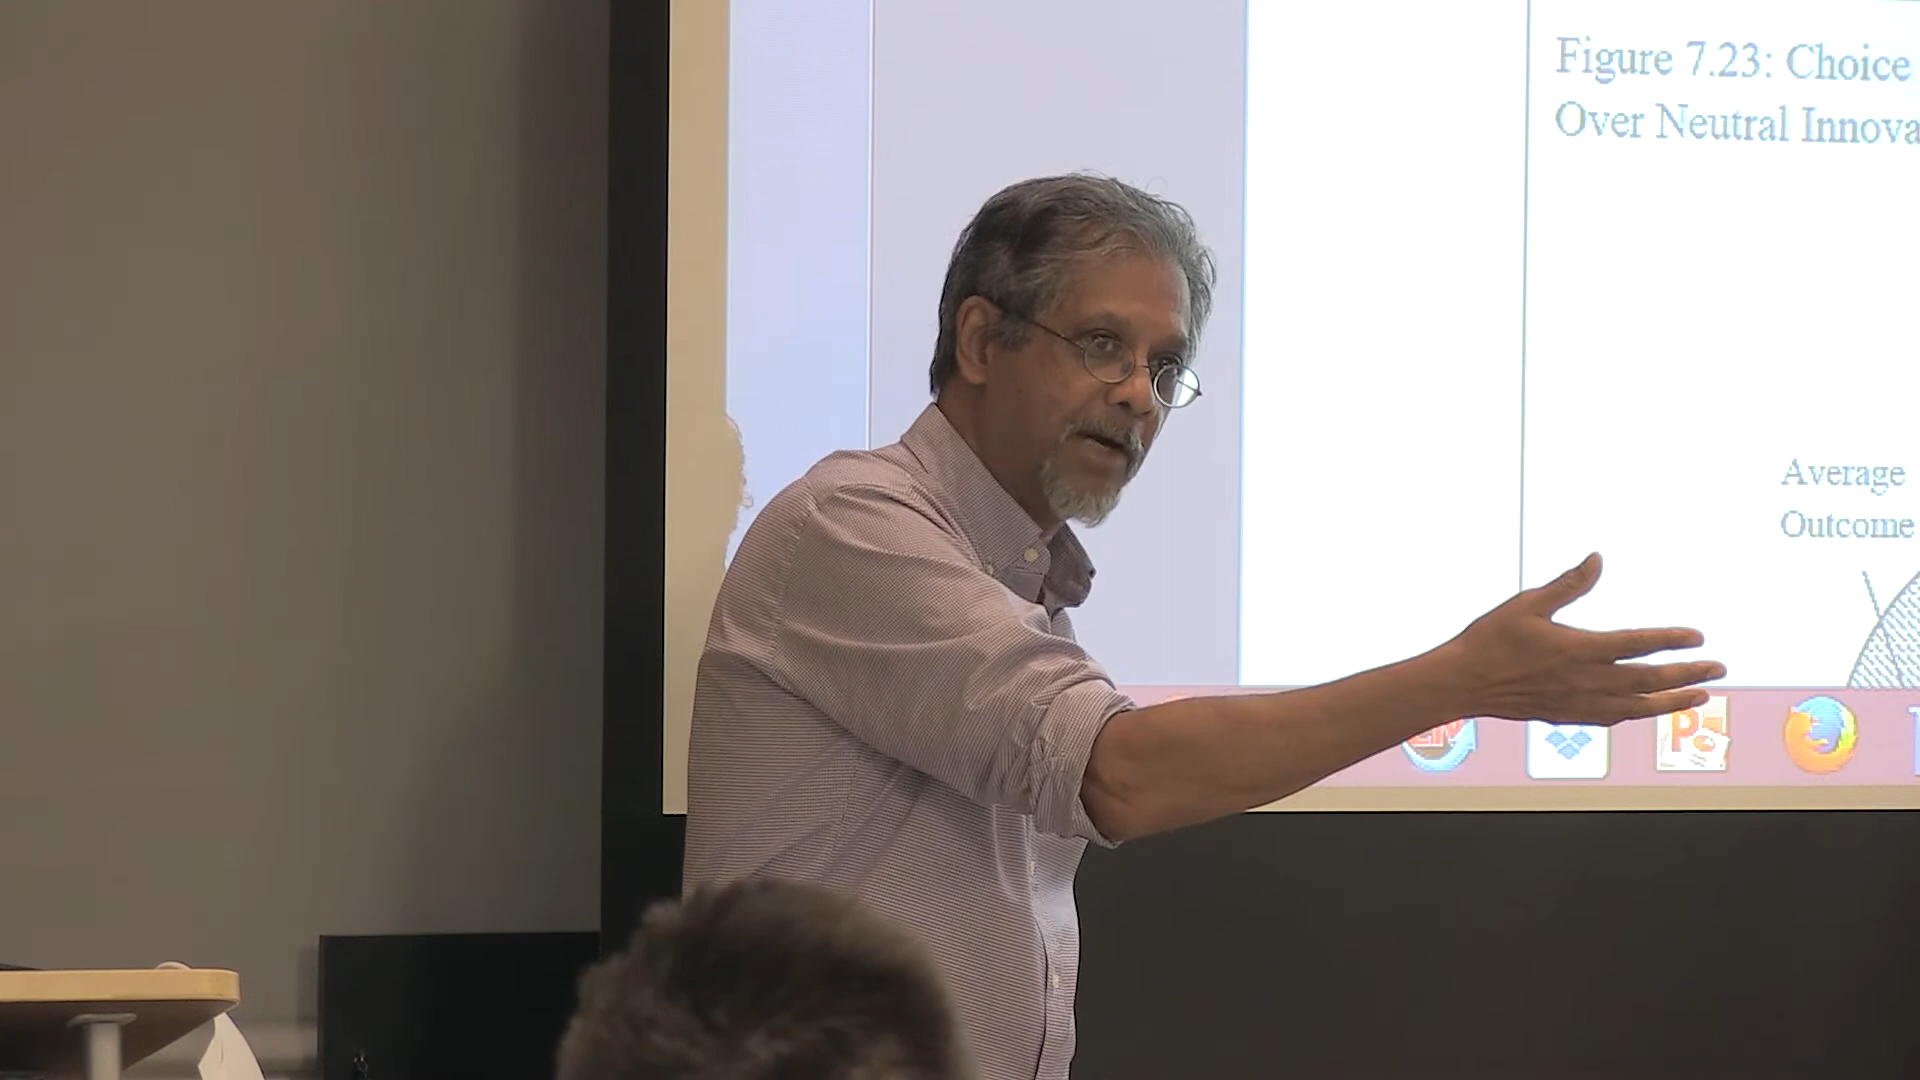 Figure 7.23: Choice
Over Neutral Innova
Average
Outcome
P